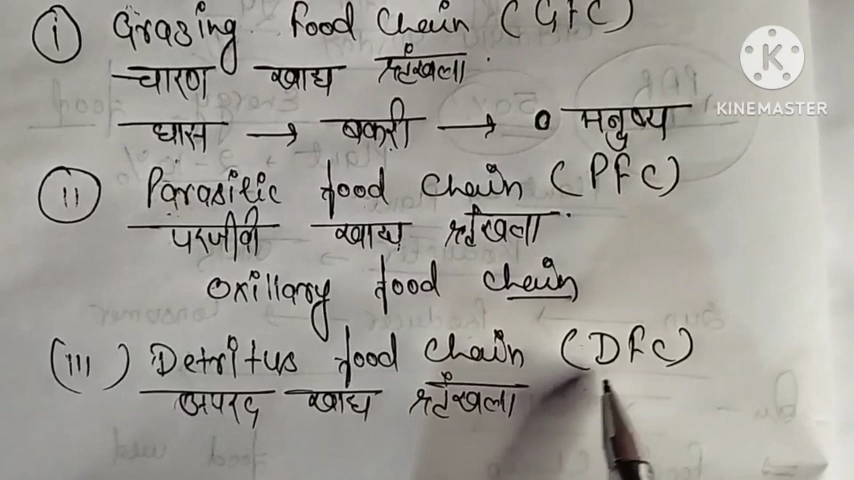 (i) Grazing food chain (GFC)
चारण खाद्य श्रृंखला
घास → बकरी → मनुष्य
(ii) Parasitic food chain (PFC)
परजीवी खाद्य श्रृंखला
oxillary food chain
(iii) Detritus food chain (DFC)
अपरद खाद्य श्रृंखला
KINEMASTER